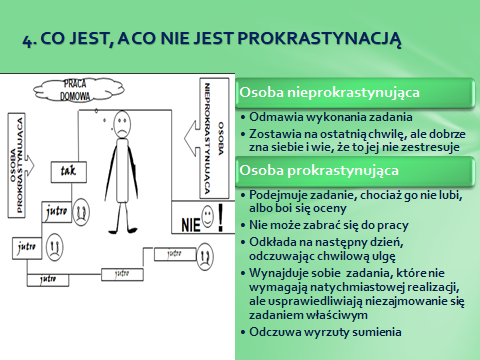 4. CO JEST, A CO NIE JEST PROKRASTYNACJĄ
PRACA
DOMOWA
OSOBA
PROKRASTYNUJĄCA
OSOBA
NIEPROKRASTYNUJĄCA
tak
jutro
jutro
jutro
jutro
jutro
NIE !
Osoba nieprokrastynująca
• Odmawia wykonania zadania
• Zostawia na ostatnią chwilę, ale dobrze
zna siebie i wie, że to jej nie zestresuje
Osoba prokrastynująca
• Podejmuje zadanie, chociaż go nie lubi,
albo boi się oceny
• Nie może zabrać się do pracy
• Odkłada na następny dzień,
odczuwając chwilową ulgę
• Wynajduje sobie zadania, które nie
wymagają natychmiastowej realizacji,
ale usprawiedliwiają niezajmowanie się
zadaniem właściwym
• Odczuwa wyrzuty sumienia